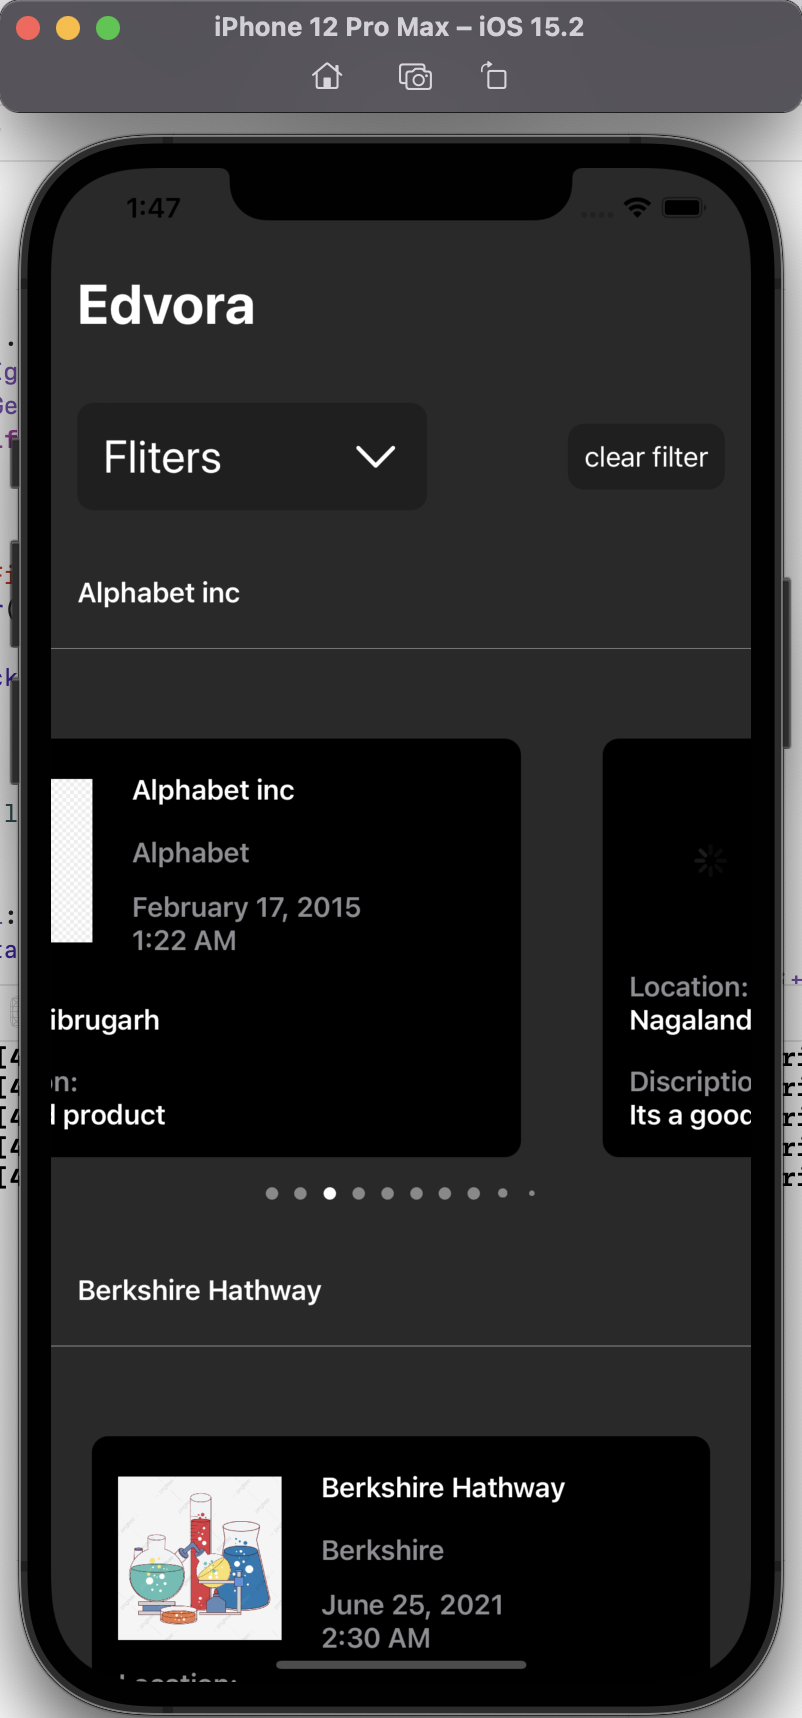 iPhone 12 Pro Max – iOS 15.2
1:47
Edvora
Fliters
clear filter
Alphabet inc
Alphabet inc
Alphabet
February 17, 2015
1:22 AM
ibrugarh
n:
product
Location:
Nagaland
Discriptio
Its a good
Berkshire Hathway
Berkshire Hathway
Berkshire
June 25, 2021
2:30 AM
Location: